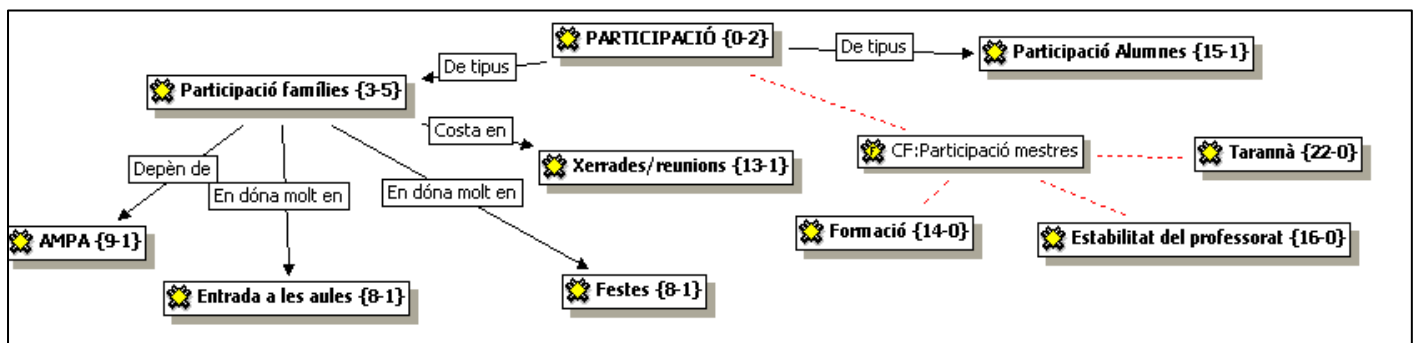 PARTICIPACIÓ {0-2}
De tipus
Participació Alumnes {15-1}
De tipus
Participació famílies {3-5}
Costa en
CF:Participació mestres
Tarannà {22-0}
Xerrades/reunions {13-1}
Depèn de
En dóna molt en
En dóna molt en
AMPA {9-1}
Formació {14-0}
Estabilitat del professorat {16-0}
Entrada a les aules {8-1}
Festes {8-1}